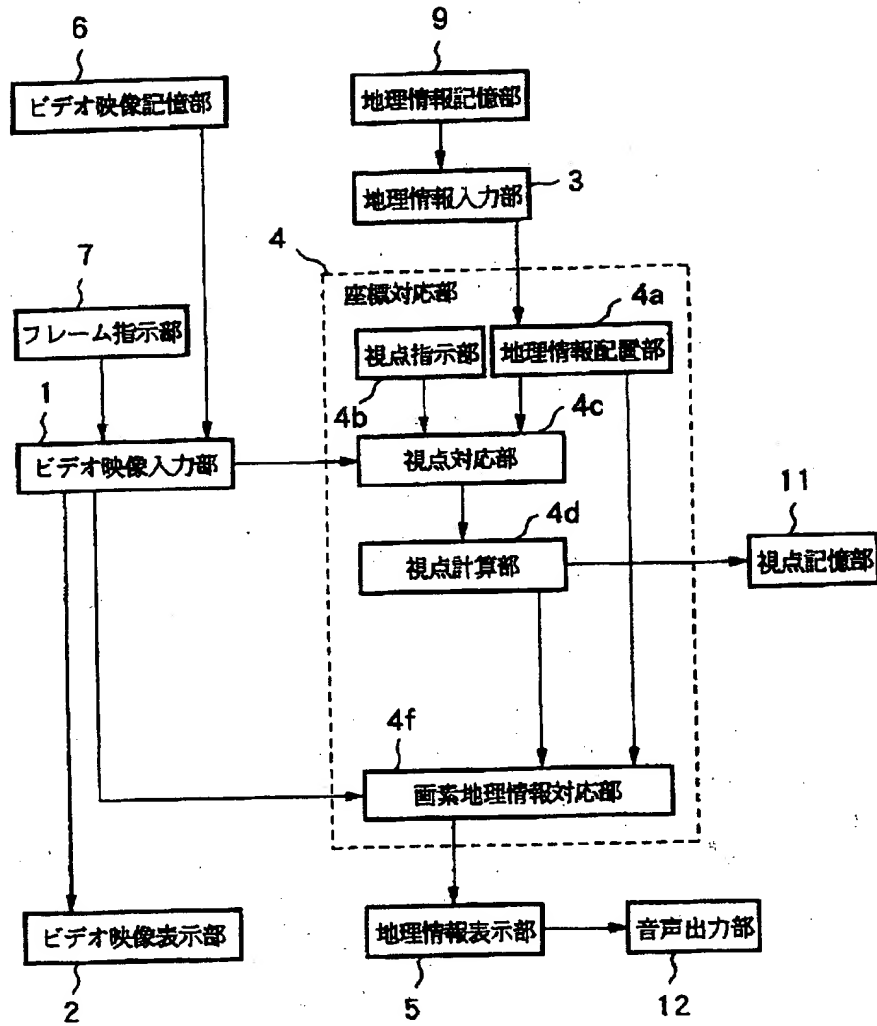 6
ビデオ映像記憶部
9
地理情報記憶部
地理情報入力部
3
4
座標対応部
7
フレーム指示部
4a
視点指示部
地理情報配置部
4b
4c
1
ビデオ映像入力部
視点対応部
4d
視点計算部
11
視点記憶部
4f
画素地理情報対応部
ビデオ映像表示部
2
地理情報表示部
5
音声出力部
12